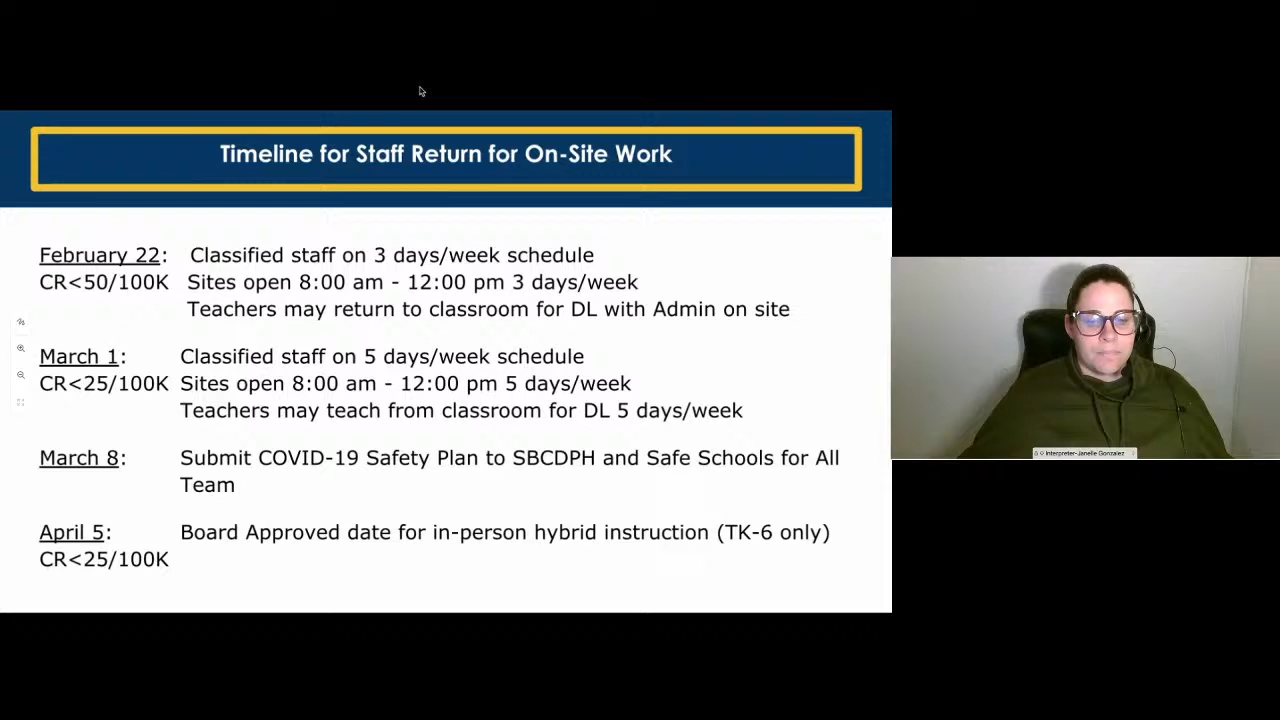 Timeline for Staff Return for On-Site Work
February 22: Classified staff on 3 days/week schedule
CR<50/100K Sites open 8:00 am - 12:00 pm 3 days/week
Teachers may return to classroom for DL with Admin on site
March 1: Classified staff on 5 days/week schedule
CR<25/100K Sites open 8:00 am - 12:00 pm 5 days/week
Teachers may teach from classroom for DL 5 days/week
March 8: Submit COVID-19 Safety Plan to SBCDPH and Safe Schools for All
Team
April 5: Board Approved date for in-person hybrid instruction (TK-6 only)
CR<25/100K
Interpreter-Janelle Gonzalez